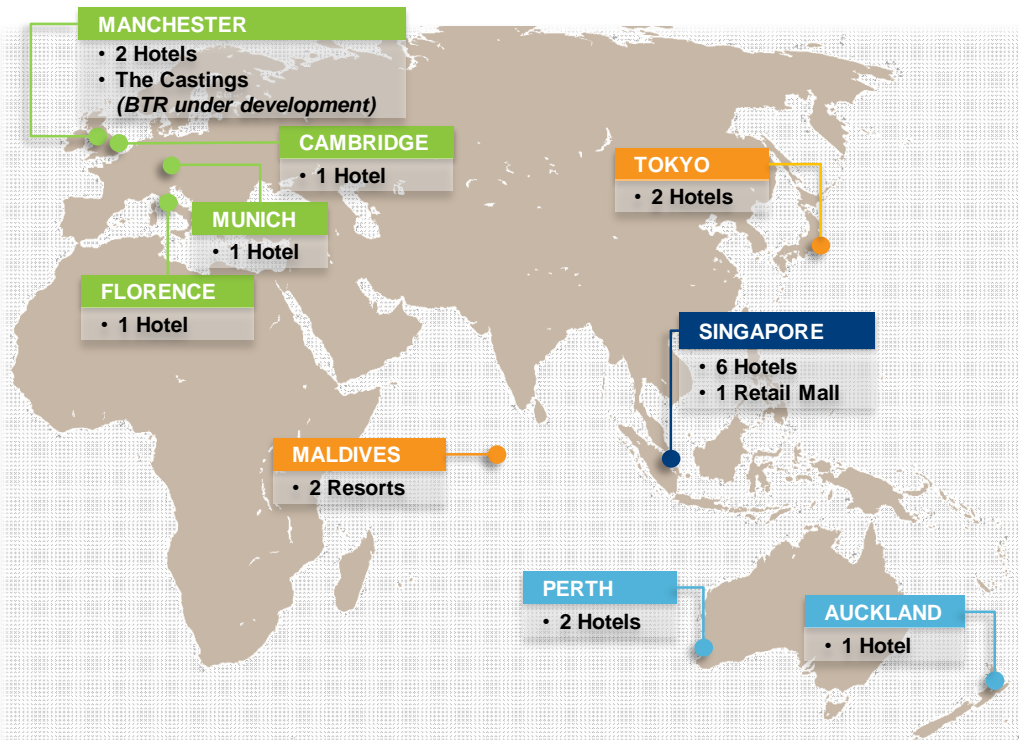 MANCHESTER
• 2 Hotels
• The Castings
(BTR under development)
CAMBRIDGE
• 1 Hotel
TOKYO
• 2 Hotels
MUNICH
• 1 Hotel
FLORENCE
• 1 Hotel
SINGAPORE
• 6 Hotels
• 1 Retail Mall
MALDIVES
• 2 Resorts
PERTH
• 2 Hotels
AUCKLAND
• 1 Hotel